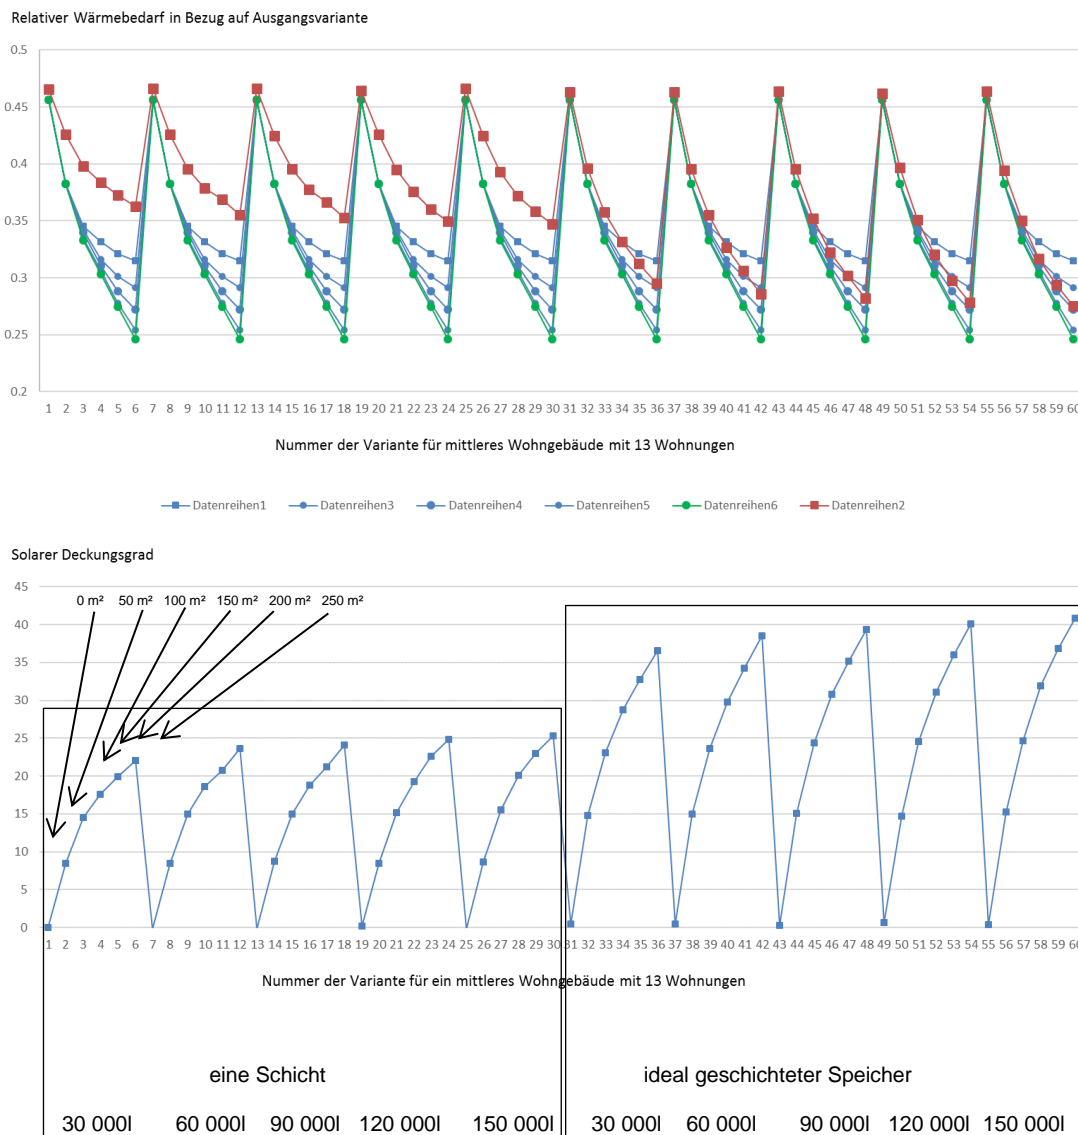 Relativer Wärmebedarf in Bezug auf Ausgangsvariante
0.5
0.45
0.4
0.35
0.3
0.25
0.2
1 2 3 4 5 6 7 8 9 10 11 12 13 14 15 16 17 18 19 20 21 22 23 24 25 26 27 28 29 30 31 32 33 34 35 36 37 38 39 40 41 42 43 44 45 46 47 48 49 50 51 52 53 54 55 56 57 58 59 60
Nummer der Variante für mittleres Wohngebäude mit 13 Wohnungen
Datenreihen1 Datenreihen3 Datenreihen4 Datenreihen5 Datenreihen6 Datenreihen2
Solarer Deckungsgrad
45
0 m² 50 m² 100 m² 150 m² 200 m² 250 m²
40
35
30
25
20
15
10
5
0
1 2 3 4 5 6 7 8 9 10 11 12 13 14 15 16 17 18 19 20 21 22 23 24 25 26 27 28 29 30 31 32 33 34 35 36 37 38 39 40 41 42 43 44 45 46 47 48 49 50 51 52 53 54 55 56 57 58 59 60
Nummer der Variante für ein mittleres Wohngebäude mit 13 Wohnungen
eine Schicht ideal geschichteter Speicher
30 000l 60 000l 90 000l 120 000l 150 000l 30 000l 60 000l 90 000l 120 000l 150 000l